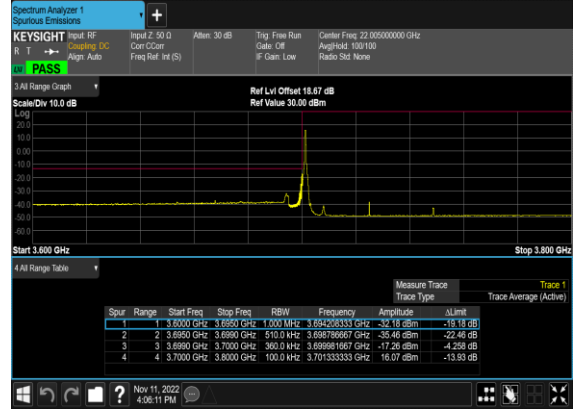 Spectrum Analyzer 1
Spurious Emissions
KEYSIGHT Input: RF Input Z: 50 Ω Atten: 30 dB Trig: Free Run Center Freq: 22.005000000 GHz
R T Coupling: DC Corr CCorr Gate: Off Avg|Hold: 100/100
Align: Auto Freq Ref: Int (S) IF Gain: Low Radio Std: None
PASS
3 All Range Graph
Ref Lvl Offset 18.67 dB
Scale/Div 10.0 dB Ref Value 30.00 dBm
Log
20.0
10.0
0.00
-10.0
-20.0
-30.0
-40.0
-50.0
-60.0
Start 3.600 GHz Stop 3.800 GHz
4 All Range Table
Measure Trace Trace 1
Trace Type Trace Average (Active)
Spur Range Start Freq Stop Freq RBW Frequency Amplitude ΔLimit
1 1 3.6000 GHz 3.6950 GHz 1.000 MHz 3.694208333 GHz -32.18 dBm -19.18 dB
2 2 3.6950 GHz 3.6990 GHz 510.0 kHz 3.698786667 GHz -35.46 dBm -22.46 dB
3 3 3.6990 GHz 3.7000 GHz 360.0 kHz 3.699981667 GHz -17.26 dBm -4.258 dB
4 4 3.7000 GHz 3.8000 GHz 100.0 kHz 3.701333333 GHz 16.07 dBm -13.93 dB
? Nov 11, 2022
4:06:11 PM